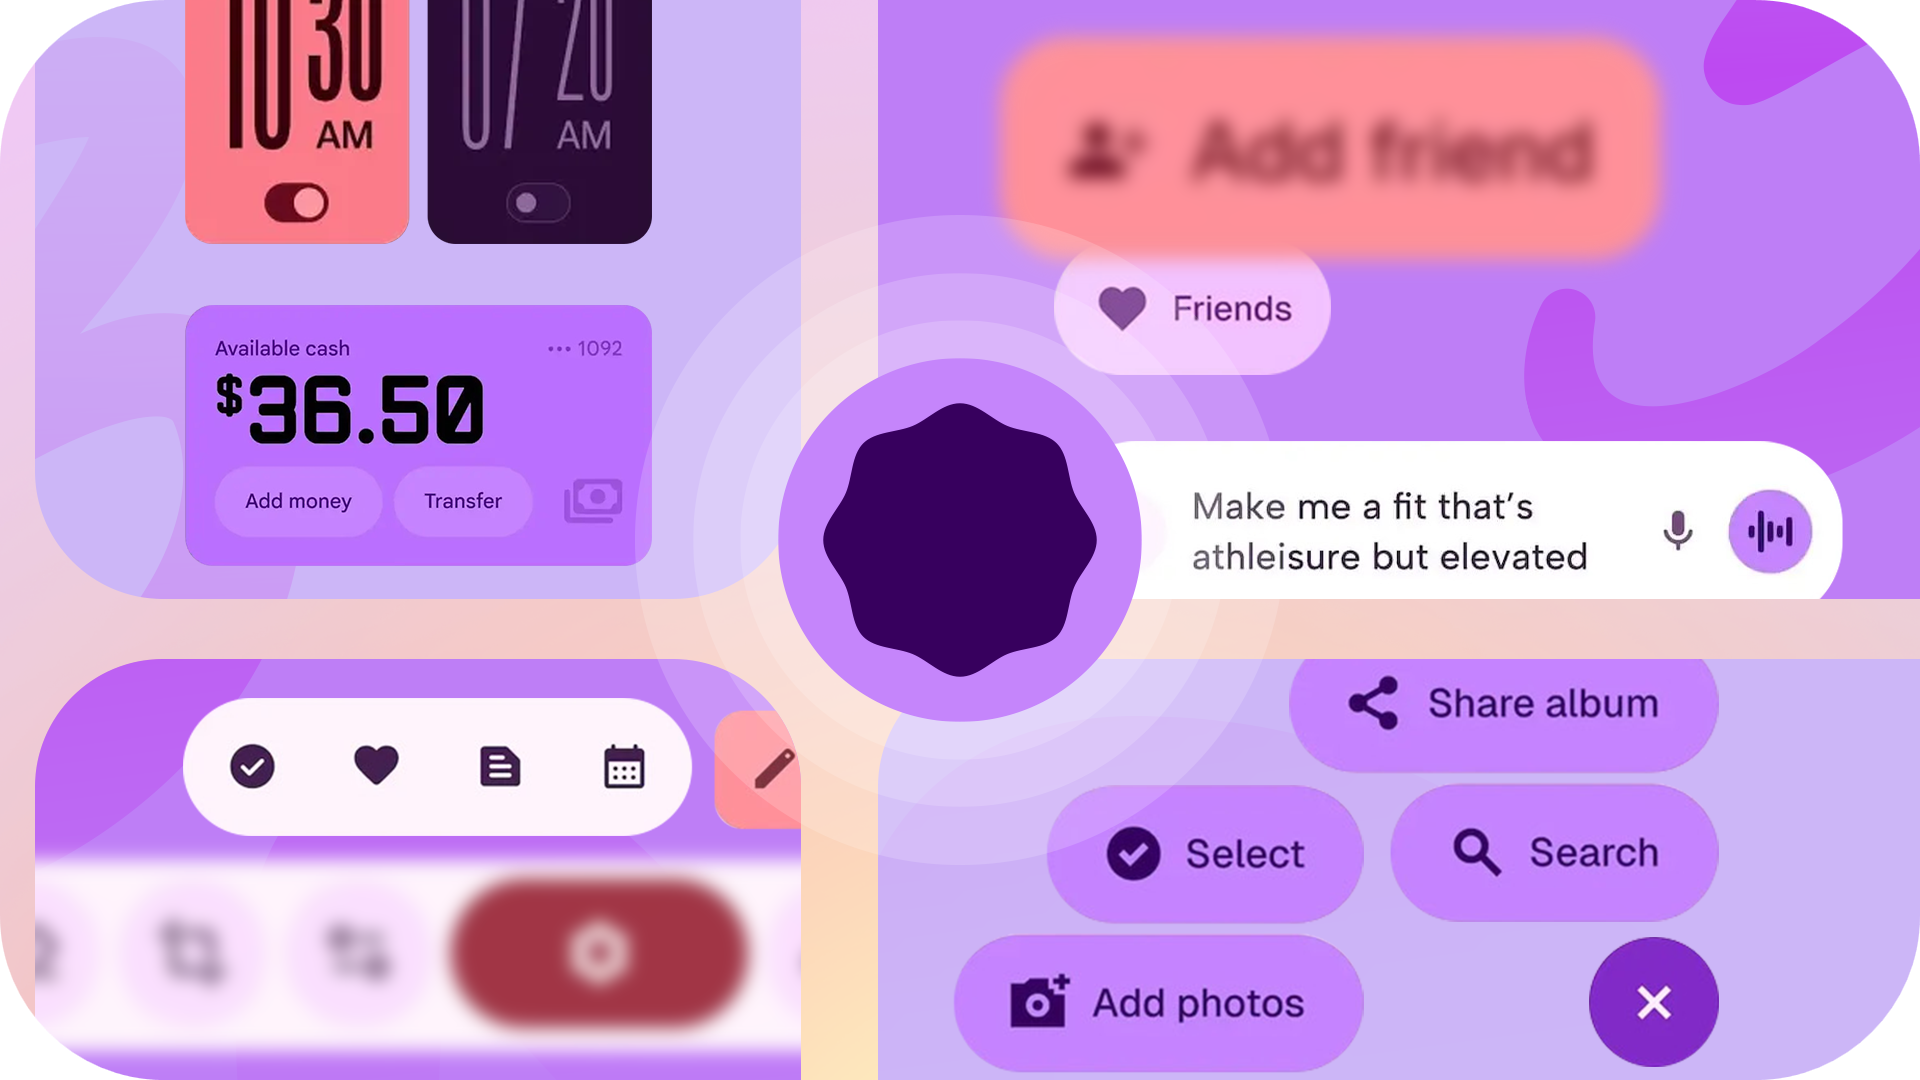 10 30
AM
07 20
AM
Available cash
··· 1092
$36.50
Add money
Transfer
Add friend
Friends
Make me a fit that’s
athleisure but elevated
Share album
Select
Search
Add photos